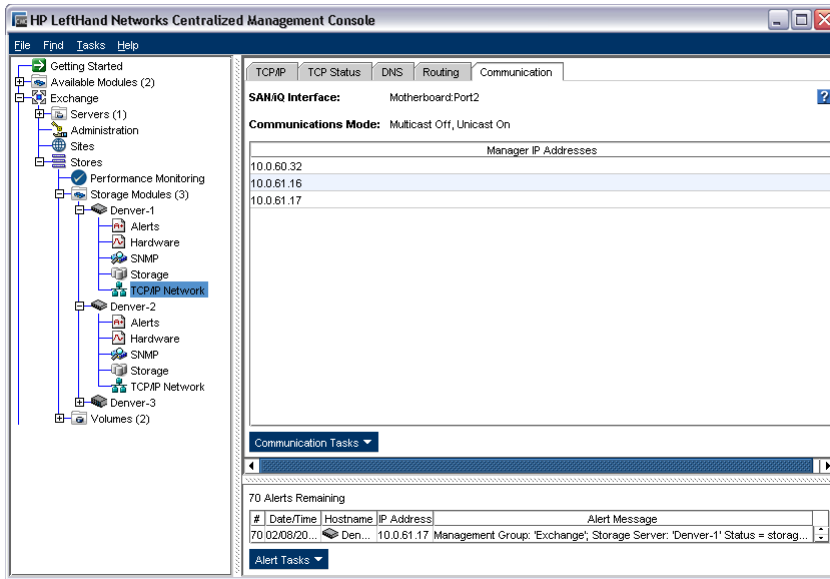 HP LeftHand Networks Centralized Management Console
File Find Tasks Help
Getting Started
Available Modules (2)
Exchange
Servers (1)
Administration
Sites
Stores
Performance Monitoring
Storage Modules (3)
Denver-1
Alerts
Hardware
SNMP
Storage
TCP/IP Network
Denver-2
Alerts
Hardware
SNMP
Storage
TCP/IP Network
Denver-3
Volumes (2)
TCP/IP TCP Status DNS Routing Communication
SAN/iQ Interface: Motherboard:Port2
?
Communications Mode: Multicast Off, Unicast On
Manager IP Addresses
10.0.60.32
10.0.61.16
10.0.61.17
Communication Tasks
70 Alerts Remaining
# Date/Time Hostname IP Address Alert Message
70 02/08/20... Den... 10.0.61.17 Management Group: 'Exchange'; Storage Server: 'Denver-1' Status = storag...
Alert Tasks